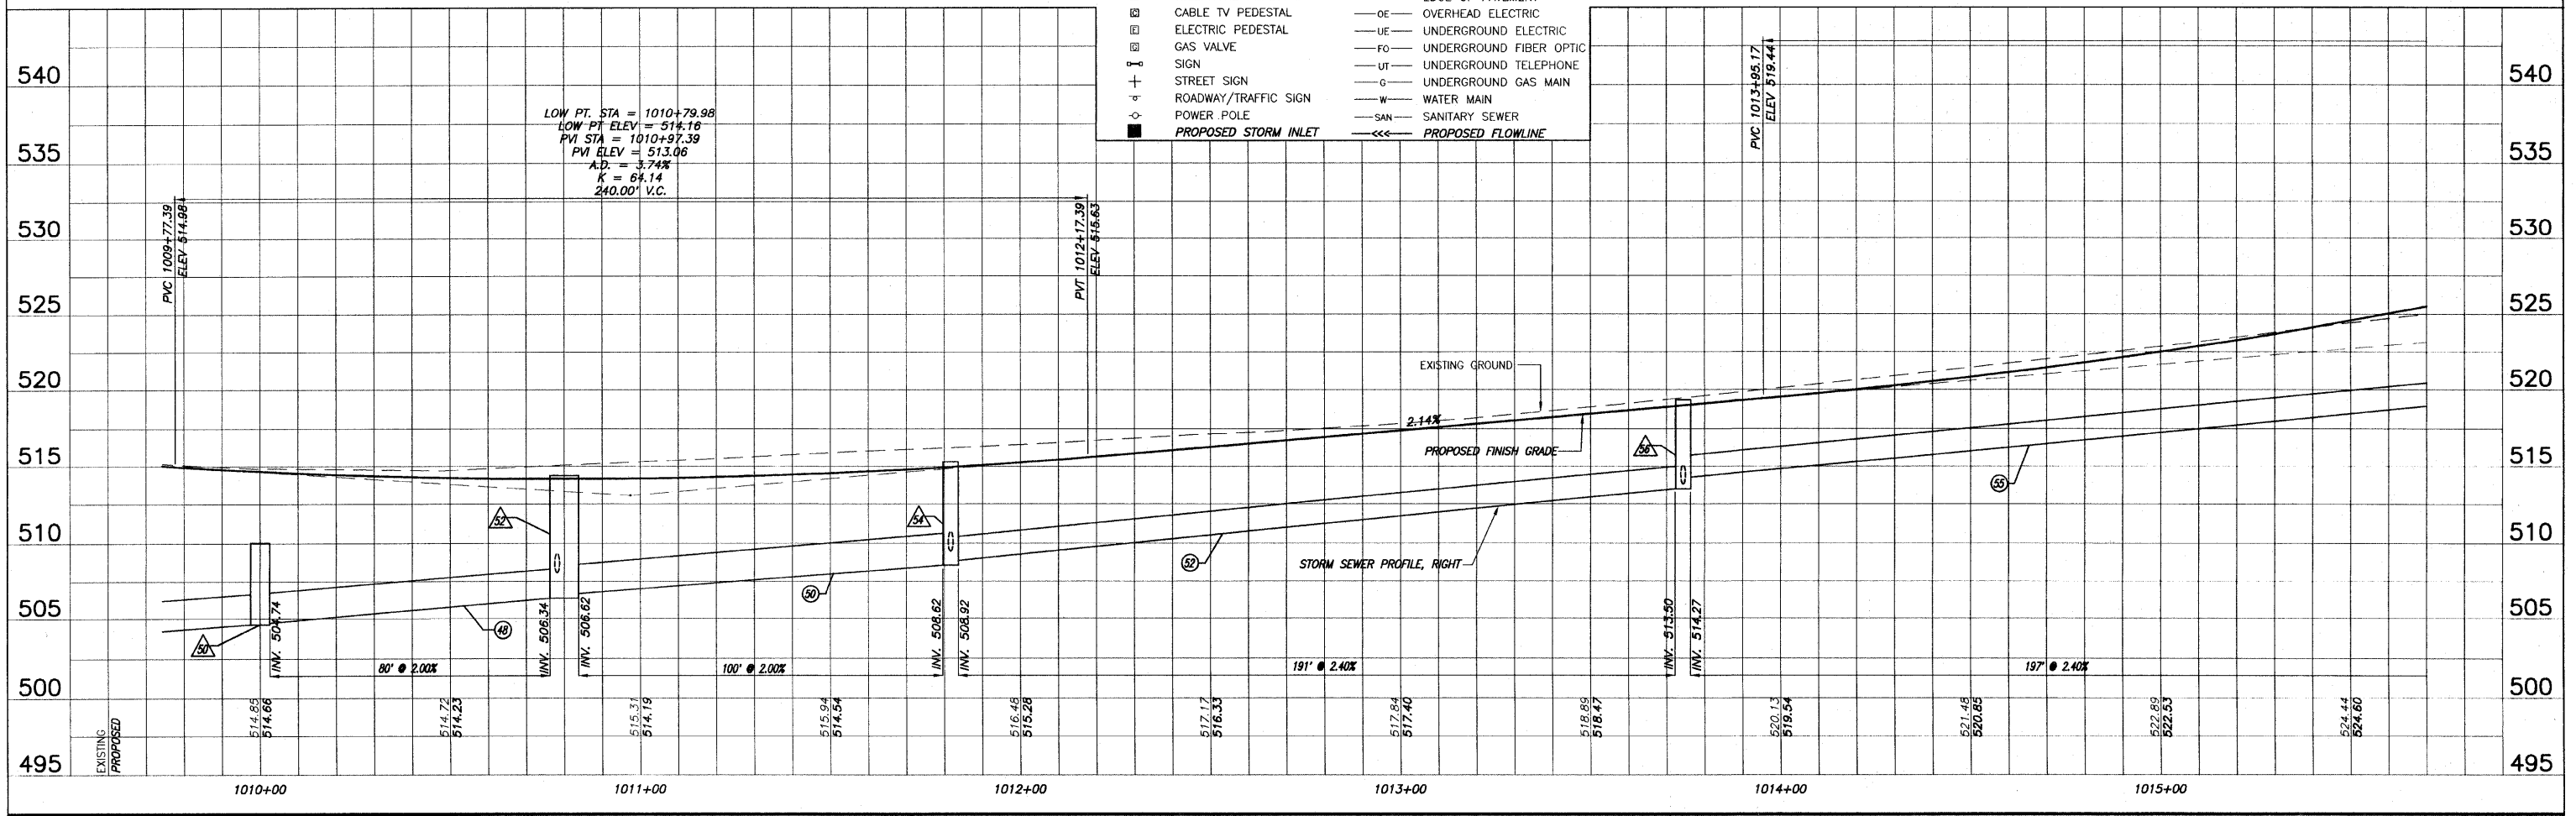 CABLE TV PEDESTAL
ELECTRIC PEDESTAL
GAS VALVE
SIGN
STREET SIGN
ROADWAY/TRAFFIC SIGN
POWER POLE
PROPOSED STORM INLET
OE OVERHEAD ELECTRIC
UE UNDERGROUND ELECTRIC
FO UNDERGROUND FIBER OPTIC
UT UNDERGROUND TELEPHONE
G UNDERGROUND GAS MAIN
W WATER MAIN
SAN SANITARY SEWER
<<< PROPOSED FLOWLINE
540
535
530
525
520
515
510
505
500
495
540
535
530
525
520
515
510
505
500
495
LOW PT. STA = 1010+79.98
LOW PT ELEV = 514.16
PVI STA = 1010+97.39
PVI ELEV = 513.06
A.D. = 3.74%
K = 64.14
240.00' V.C.
PVC 1009+77.39
ELEV 514.98
PVT 1012+17.39
ELEV 515.63
PVC 1013+95.17
ELEV 519.44
EXISTING GROUND
2.14%
PROPOSED FINISH GRADE
STORM SEWER PROFILE, RIGHT
50
52
54
56
48
50
52
55
INV. 504.74
INV. 506.34
INV. 506.62
INV. 508.62
INV. 508.92
INV. 513.50
INV. 514.27
80' @ 2.00%
100' @ 2.00%
191' @ 2.40%
197' @ 2.40%
EXISTING
PROPOSED
514.85
514.66
514.72
514.23
515.31
514.19
515.94
514.54
516.48
515.28
517.17
516.33
517.84
517.40
518.89
518.47
520.13
519.54
521.48
520.85
522.89
522.53
524.44
524.60
1010+00
1011+00
1012+00
1013+00
1014+00
1015+00